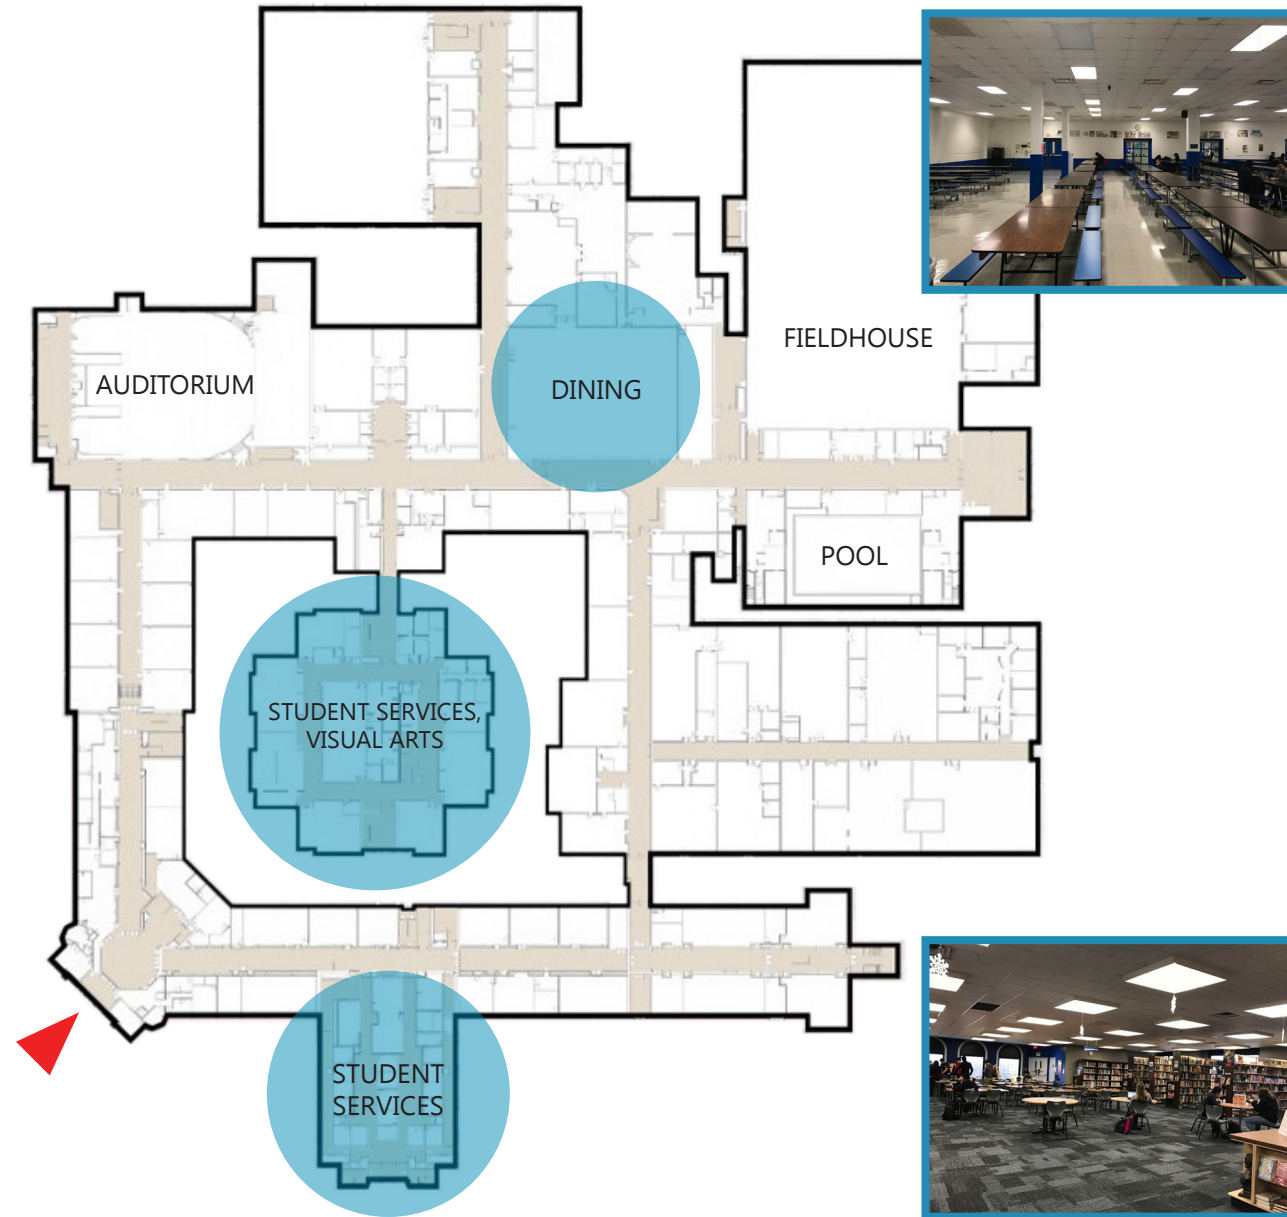 FIELDHOUSE
AUDITORIUM
DINING
POOL
STUDENT SERVICES,
VISUAL ARTS
STUDENT
SERVICES